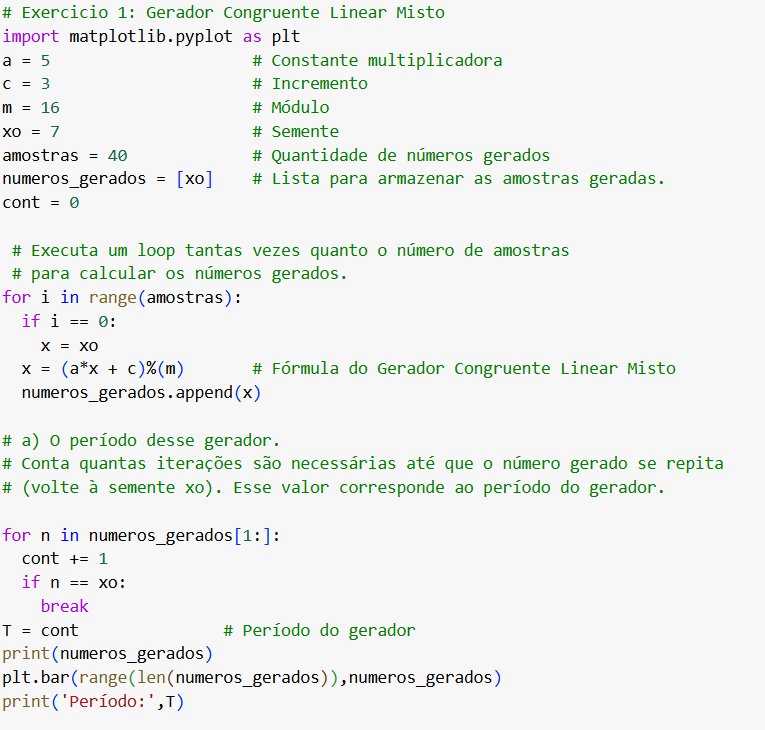 # Exercicio 1: Gerador Congruente Linear Misto
import matplotlib.pyplot as plt
a = 5                     # Constante multiplicadora
c = 3                     # Incremento
m = 16                    # Módulo
xo = 7                    # Semente
amostras = 40             # Quantidade de números gerados
numeros_gerados = [xo]    # Lista para armazenar as amostras geradas.
cont = 0

 # Executa um loop tantas vezes quanto o número de amostras
 # para calcular os números gerados.
for i in range(amostras):
  if i == 0:
    x = xo
  x = (a*x + c)%(m)       # Fórmula do Gerador Congruente Linear Misto
  numeros_gerados.append(x)

# a) O período desse gerador.
# Conta quantas iterações são necessárias até que o número gerado se repita
# (volte à semente xo). Esse valor corresponde ao período do gerador.

for n in numeros_gerados[1:]:
  cont += 1
  if n == xo:
    break
T = cont               # Período do gerador
print(numeros_gerados)
plt.bar(range(len(numeros_gerados)),numeros_gerados)
print('Período:',T)